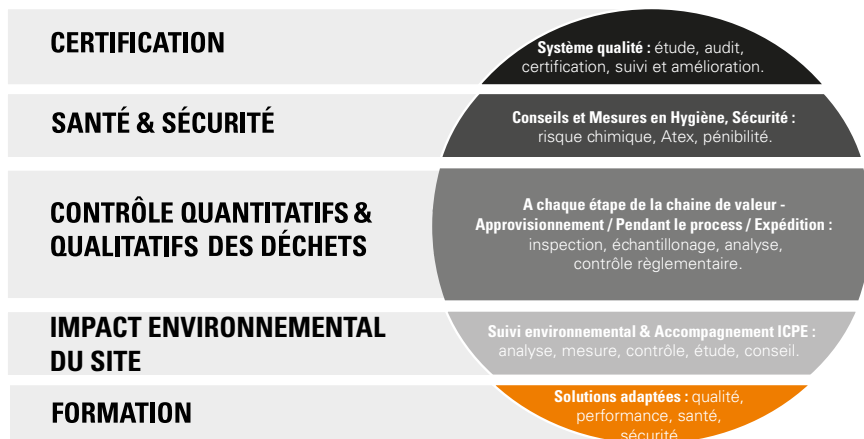 CERTIFICATION
Système qualité : étude, audit,
certification, suivi et amélioration.
SANTÉ & SÉCURITÉ
Conseils et Mesures en Hygiène, Sécurité :
risque chimique, Atex, pénibilité.
CONTRÔLE QUANTITATIFS &
QUALITATIFS DES DÉCHETS
A chaque étape de la chaine de valeur -
Approvisionnement / Pendant le process / Expédition :
inspection, échantillonage, analyse,
contrôle règlementaire.
IMPACT ENVIRONNEMENTAL
DU SITE
Suivi environnemental & Accompagnement ICPE :
analyse, mesure, contrôle, étude, conseil.
FORMATION
Solutions adaptées : qualité,
performance, santé,
sécurité